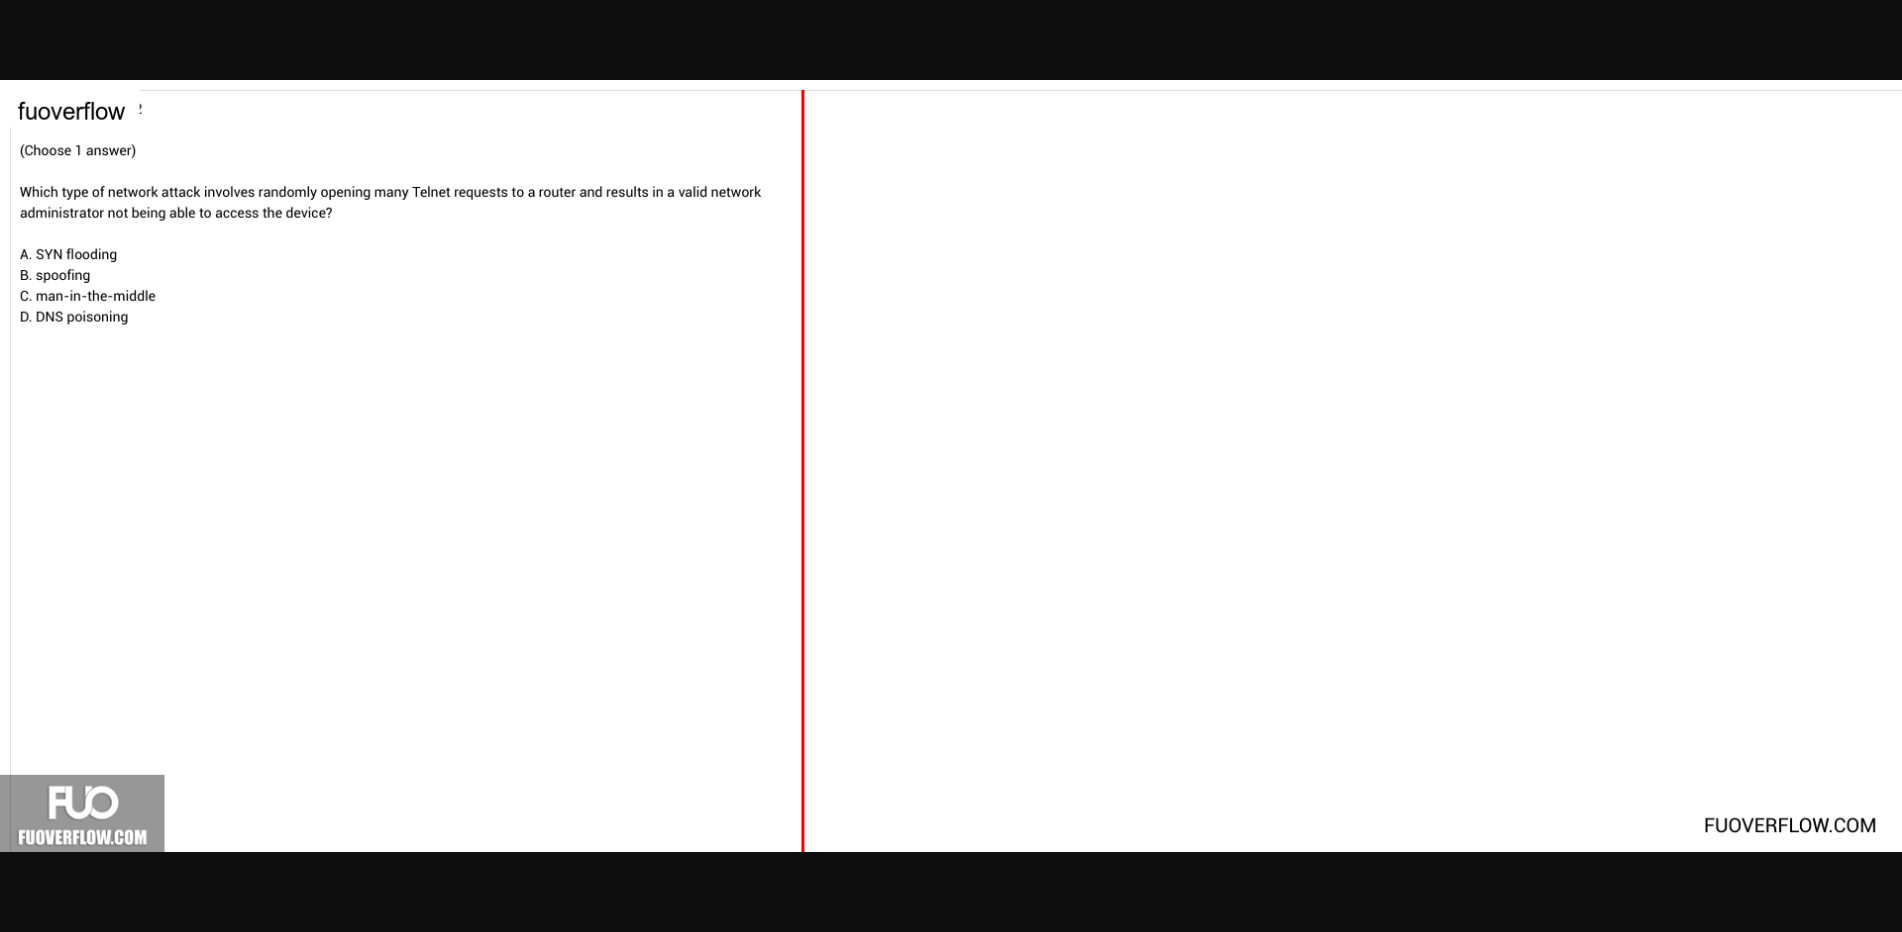 fuoverflow
(Choose 1 answer)
Which type of network attack involves randomly opening many Telnet requests to a router and results in a valid network
administrator not being able to access the device?
A. SYN flooding
B. spoofing
C. man-in-the-middle
D. DNS poisoning
FUO
FUOVERFLOW.COM
FUOVERFLOW.COM